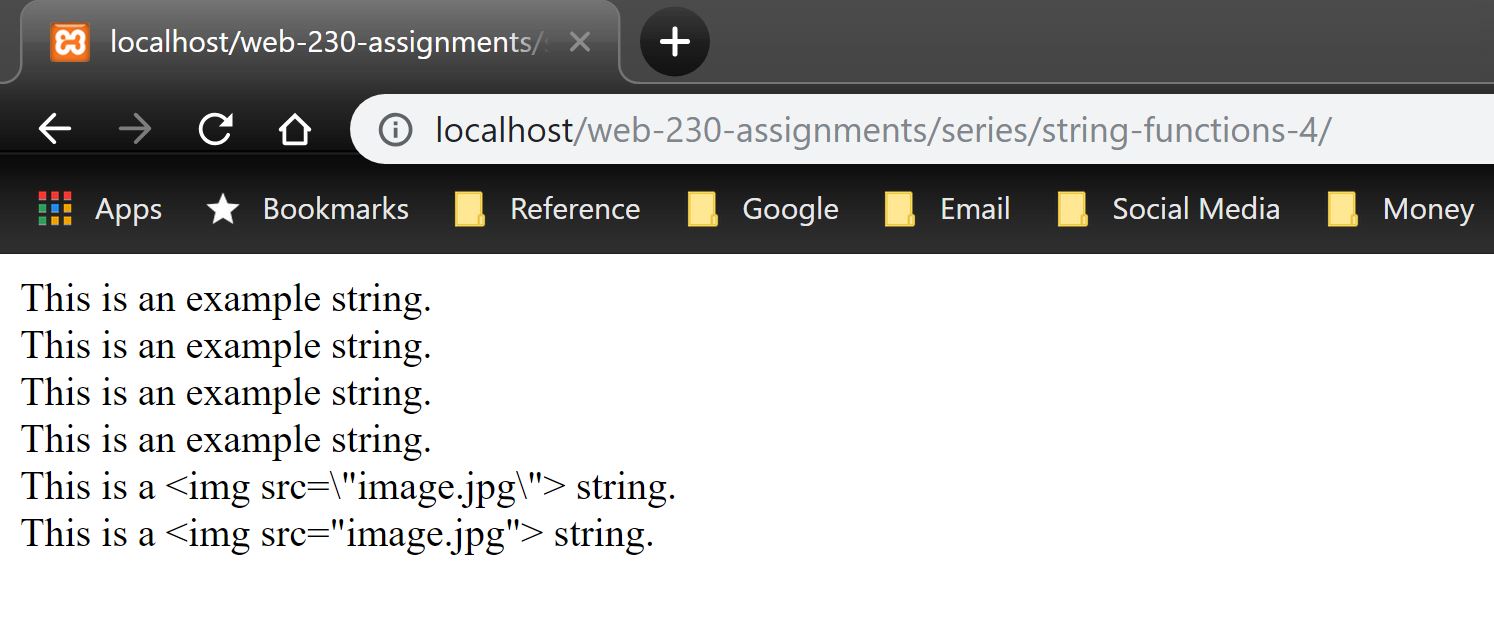 localhost/web-230-assignments/
localhost/web-230-assignments/series/string-functions-4/
Apps Bookmarks Reference Google Email Social Media Money
This is an example string.
This is an example string.
This is an example string.
This is an example string.
This is a <img src=\"image.jpg\"> string.
This is a <img src="image.jpg"> string.